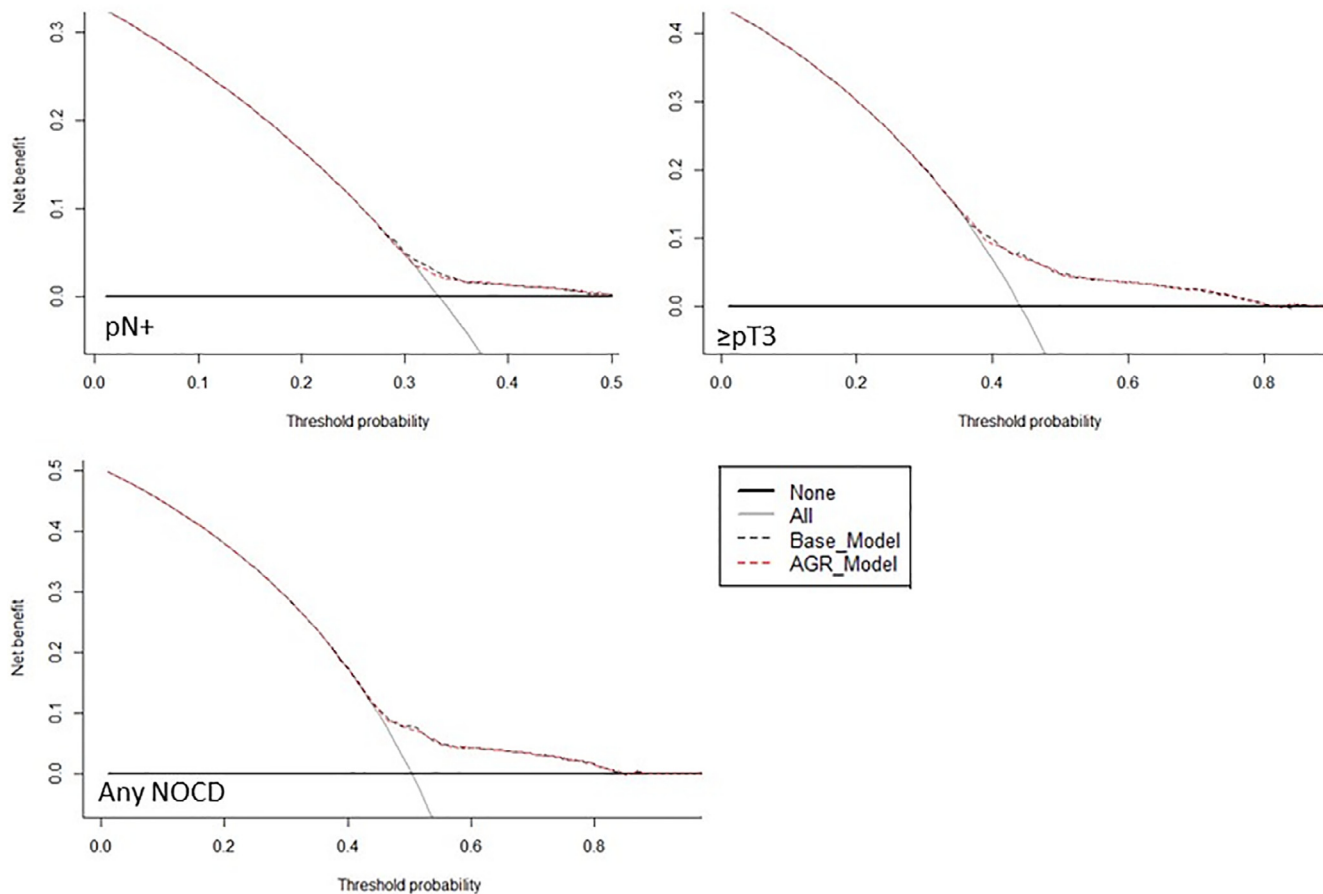 0.3
0.2
0.1
0.0
Net benefit
pN+
0.0 0.1 0.2 0.3 0.4 0.5
Threshold probability
0.4
0.3
0.2
0.1
0.0
Net benefit
≥pT3
0.0 0.2 0.4 0.6 0.8
Threshold probability
0.5
0.4
0.3
0.2
0.1
0.0
Net benefit
Any NOCD
0.0 0.2 0.4 0.6 0.8
Threshold probability
None
All
Base_Model
AGR_Model